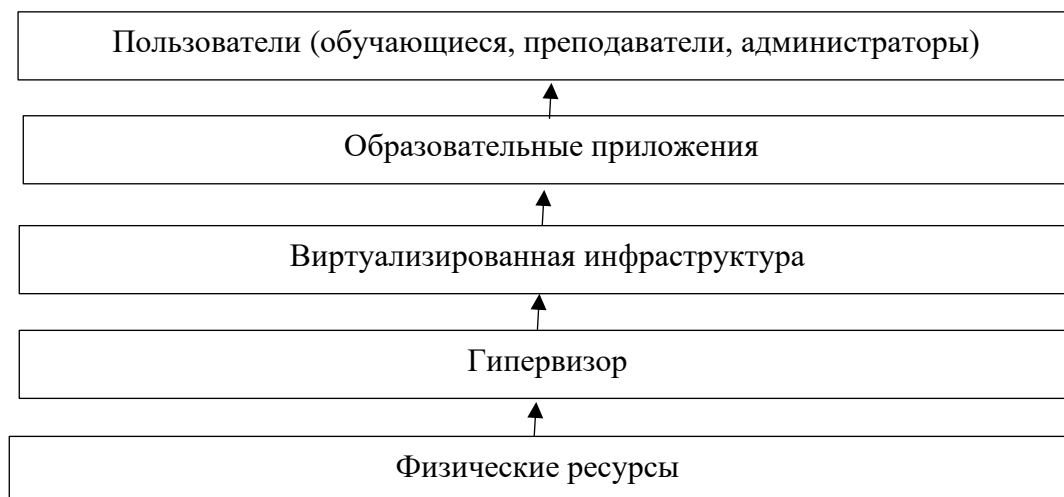 Пользователи (обучающиеся, преподаватели, администраторы)
Образовательные приложения
Виртуализированная инфраструктура
Гипервизор
Физические ресурсы